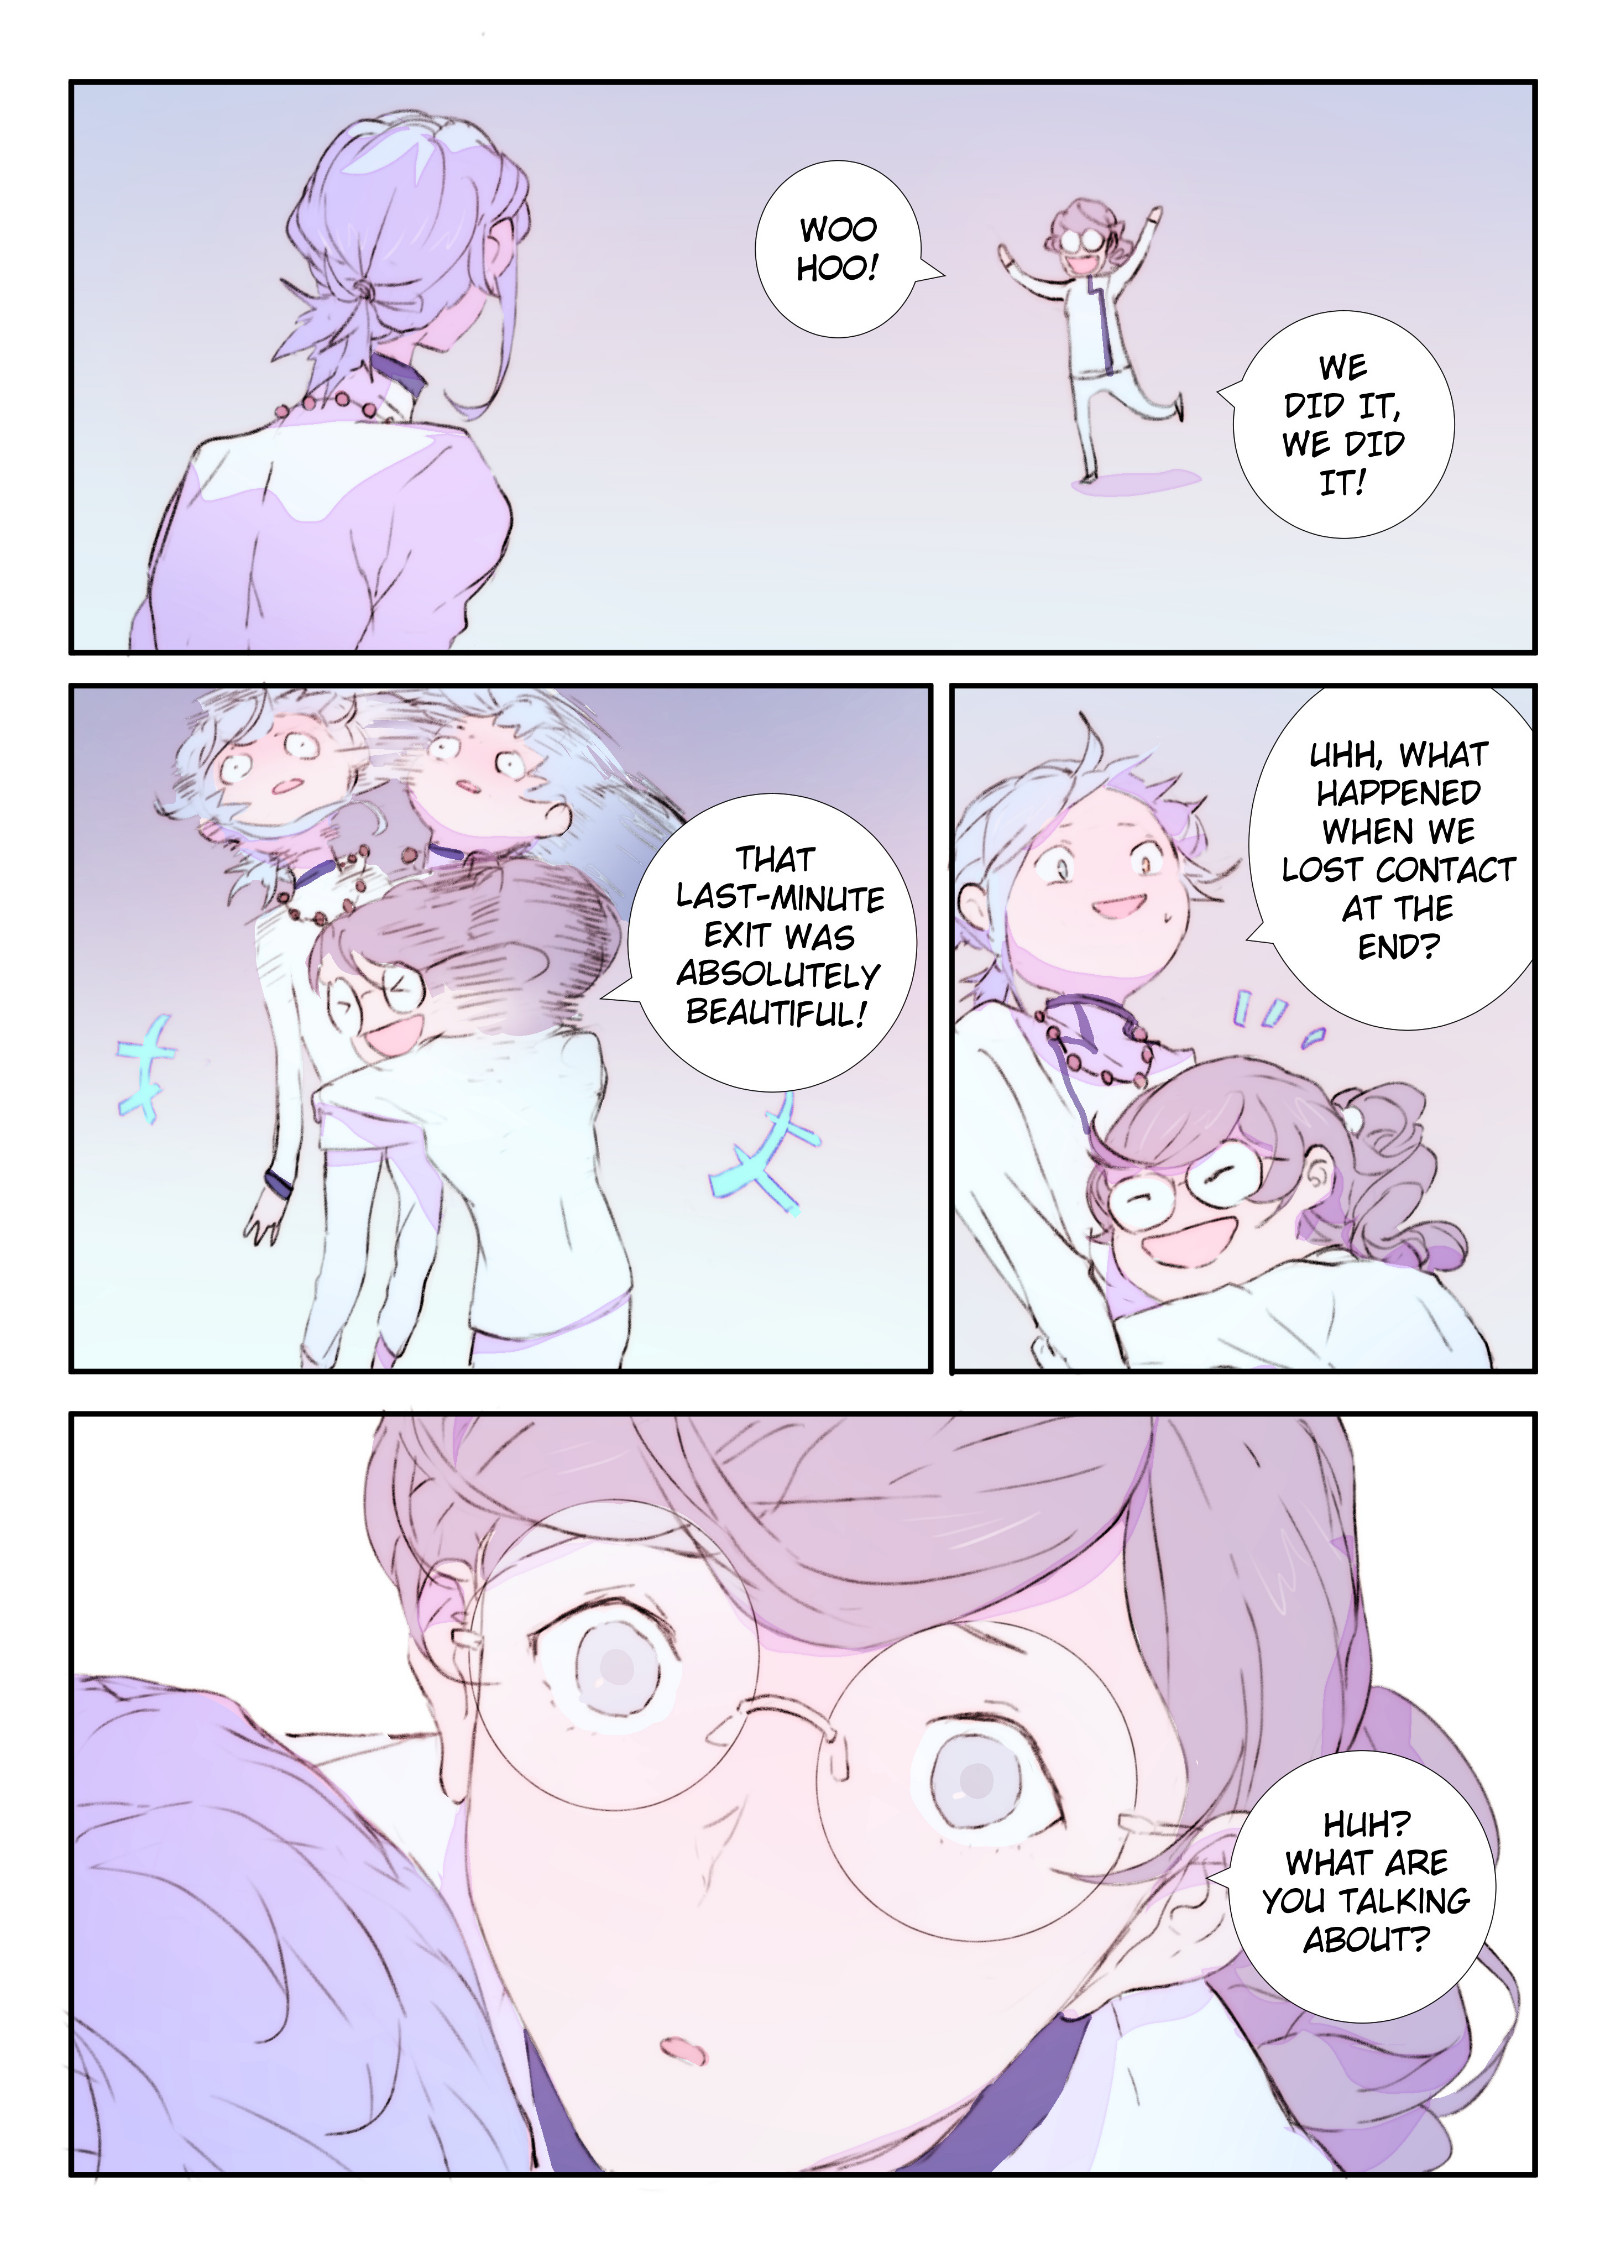 WOO
HOO!
WE
DID IT,
WE DID
IT!
THAT
LAST-MINUTE
EXIT WAS
ABSOLUTELY
BEAUTIFUL!
UHH, WHAT
HAPPENED
WHEN WE
LOST CONTACT
AT THE
END?
HUH?
WHAT ARE
YOU TALKING
ABOUT?